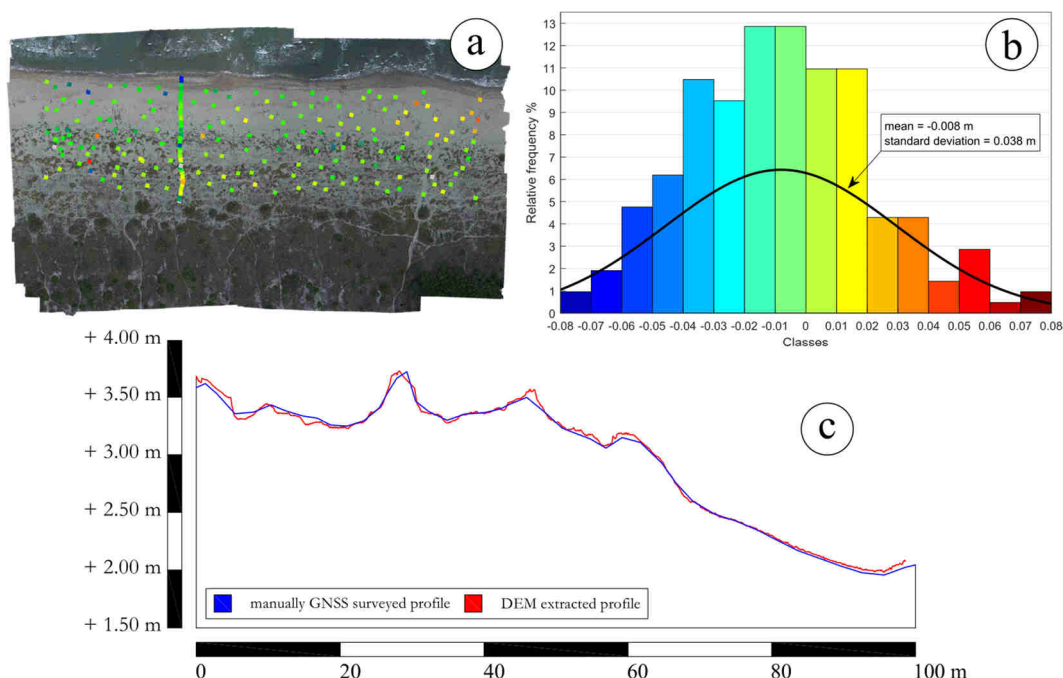 a
b
Relative frequency %
13
12
11
10
9
8
7
6
5
4
3
2
1
0
mean = -0.008 m
standard deviation = 0.038 m
-0.08 -0.07 -0.06 -0.05 -0.04 -0.03 -0.02 -0.01 0 0.01 0.02 0.03 0.04 0.05 0.06 0.07 0.08
Classes
+ 4.00 m
+ 3.50 m
+ 3.00 m
+ 2.50 m
+ 2.00 m
+ 1.50 m
c
manually GNSS surveyed profile DEM extracted profile
0 20 40 60 80 100 m